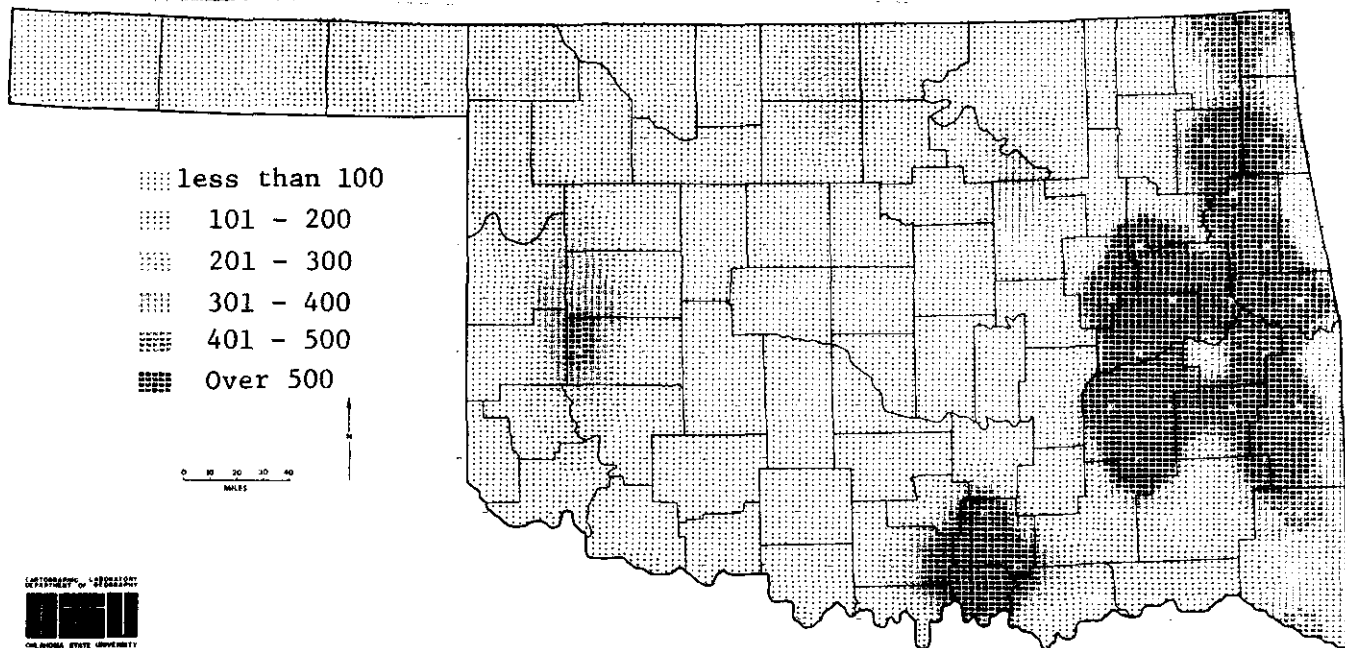 less than 100
101 - 200
201 - 300
301 - 400
401 - 500
Over 500
N
0 10 20 30 40
MILES
CARTOGRAPHIC LABORATORY
DEPARTMENT OF GEOGRAPHY
OKLAHOMA STATE UNIVERSITY